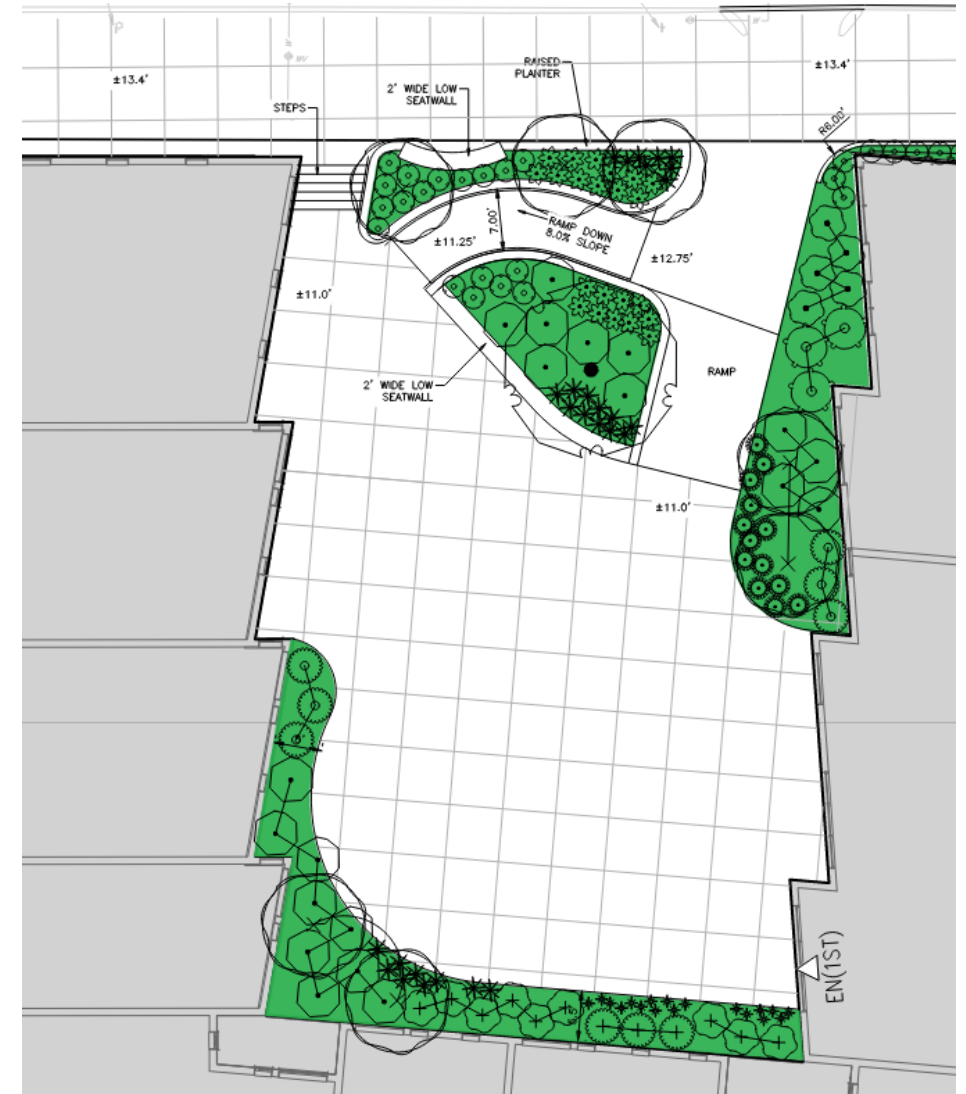 ±13.4'
RAISED
PLANTER
±13.4'
2' WIDE LOW
SEATWALL
STEPS
R6.00'
7.00'
RAMP DOWN
8.0% SLOPE
±11.25'
±12.75'
±11.0'
RAMP
2' WIDE LOW
SEATWALL
±11.0'
EN(1ST)